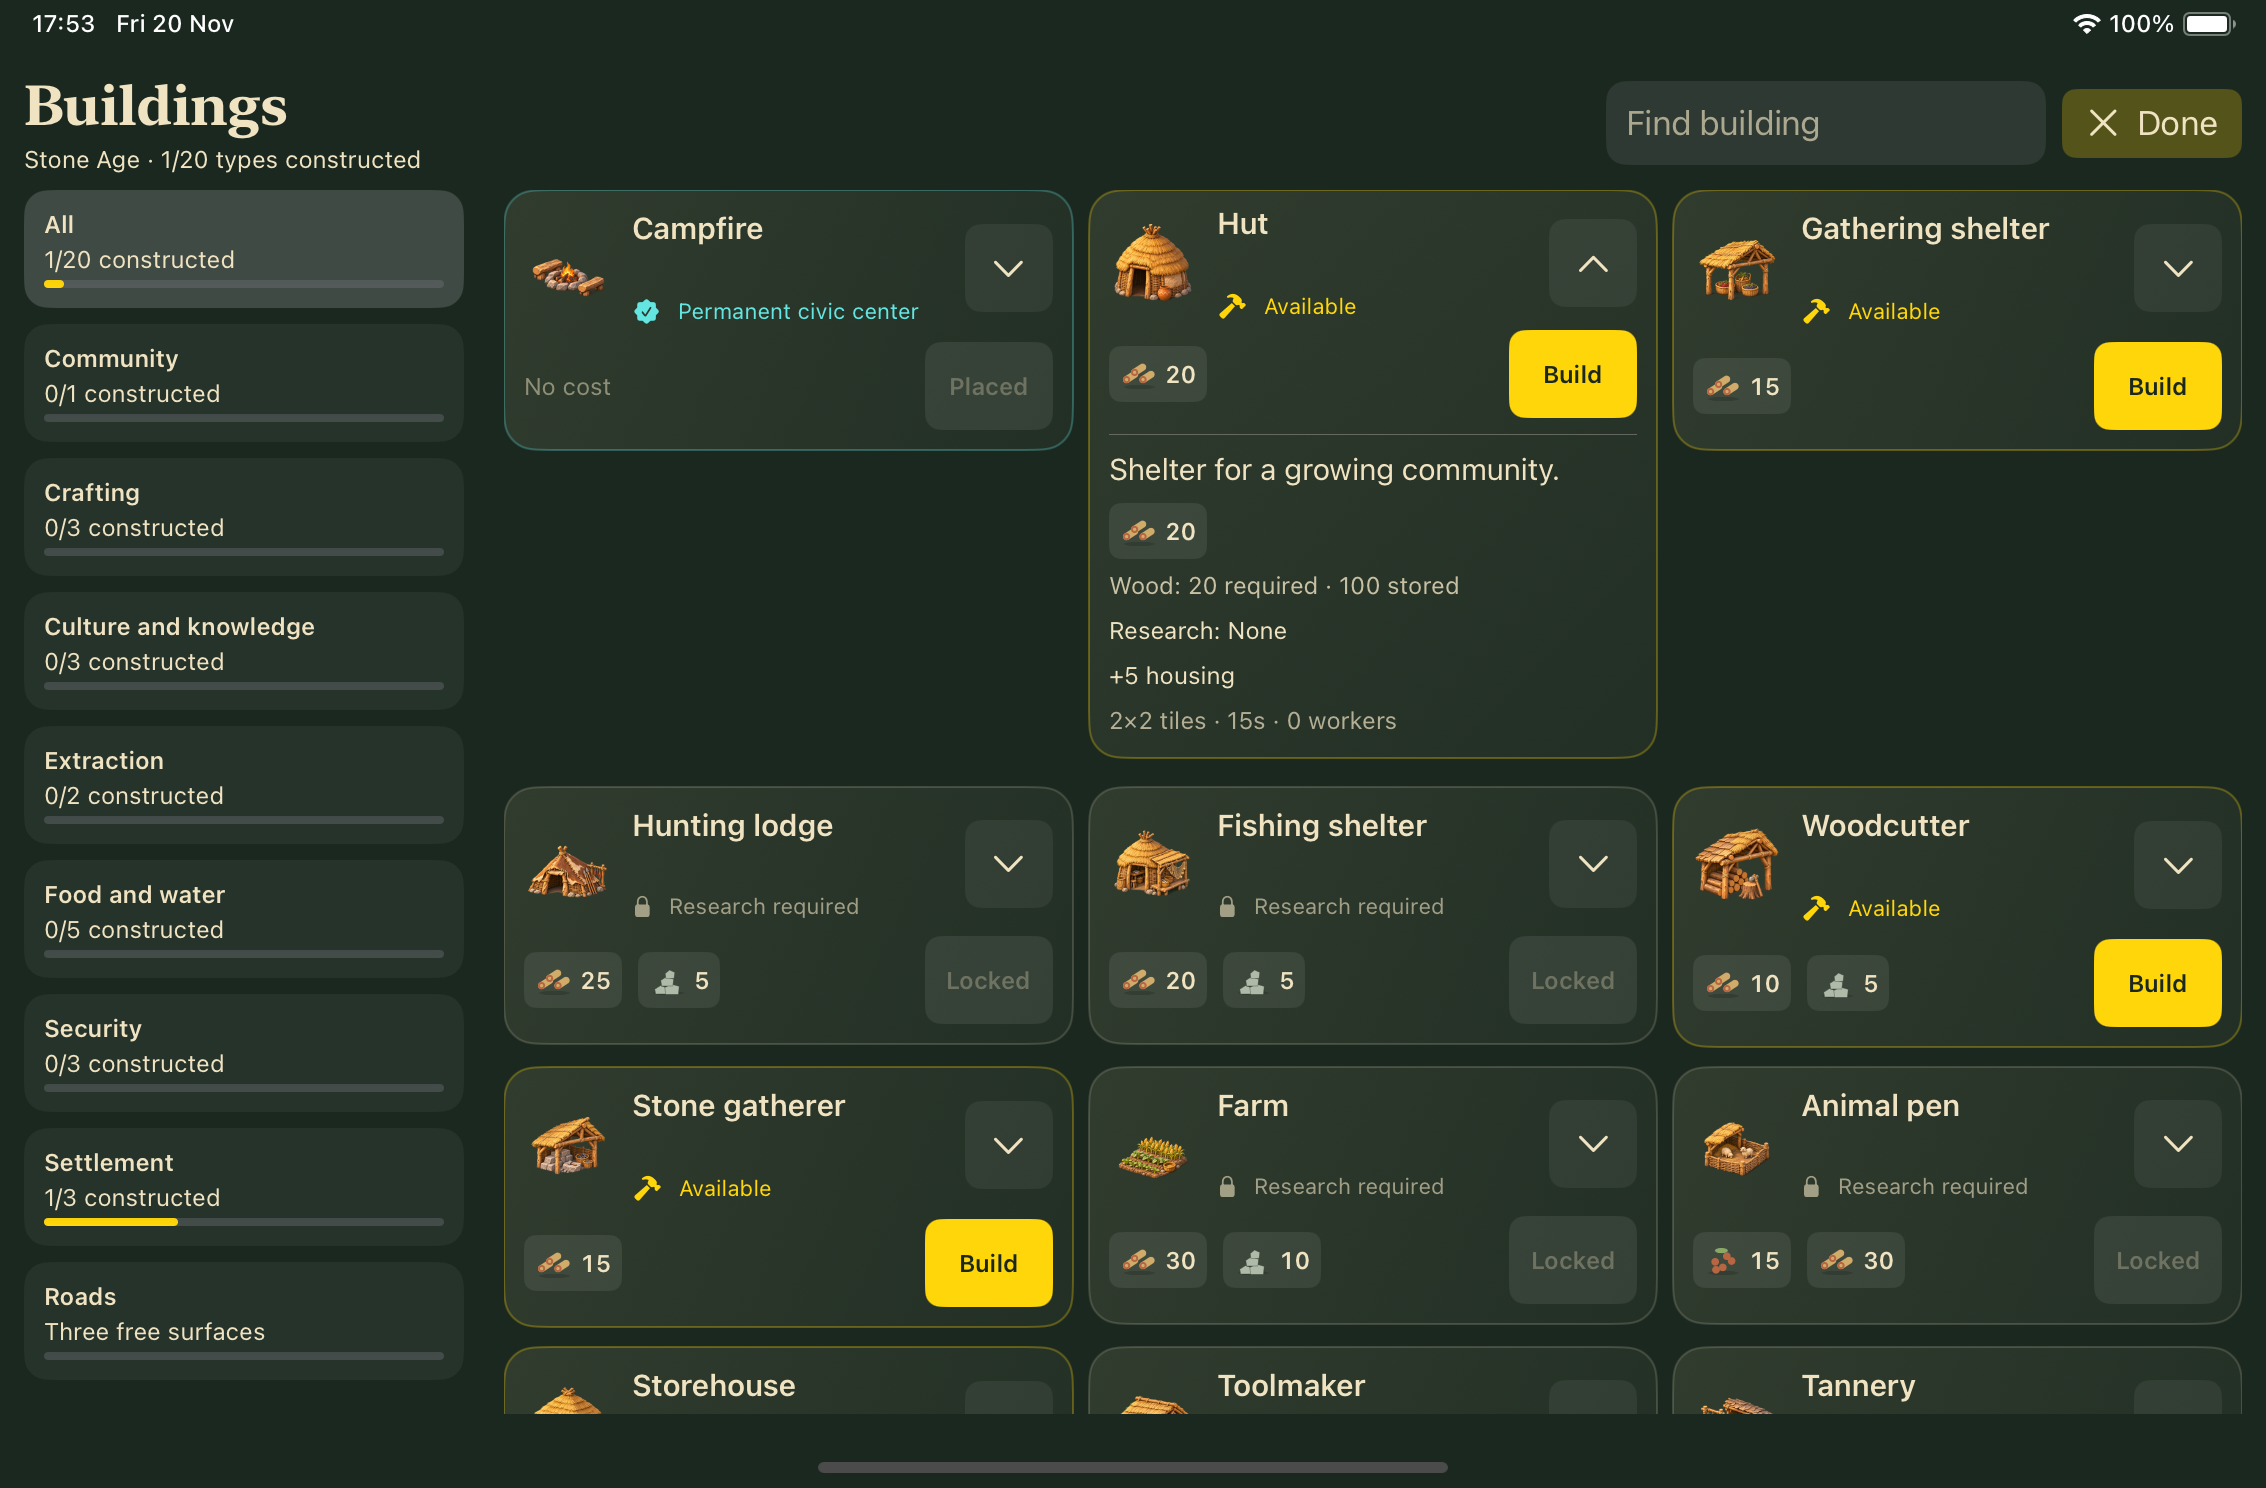 17:53 Fri 20 Nov
100%
Buildings
Stone Age · 1/20 types constructed
Find building
Done
All
1/20 constructed
Community
0/1 constructed
Crafting
0/3 constructed
Culture and knowledge
0/3 constructed
Extraction
0/2 constructed
Food and water
0/5 constructed
Security
0/3 constructed
Settlement
1/3 constructed
Roads
Three free surfaces
Campfire
Permanent civic center
No cost
Placed
Hut
Available
20
Build
Shelter for a growing community.
20
Wood: 20 required · 100 stored
Research: None
+5 housing
2×2 tiles · 15s · 0 workers
Gathering shelter
Available
15
Build
Hunting lodge
Research required
25 5
Locked
Fishing shelter
Research required
20 5
Locked
Woodcutter
Available
10 5
Build
Stone gatherer
Available
15
Build
Farm
Research required
30 10
Locked
Animal pen
Research required
15 30
Locked
Storehouse
Toolmaker
Tannery